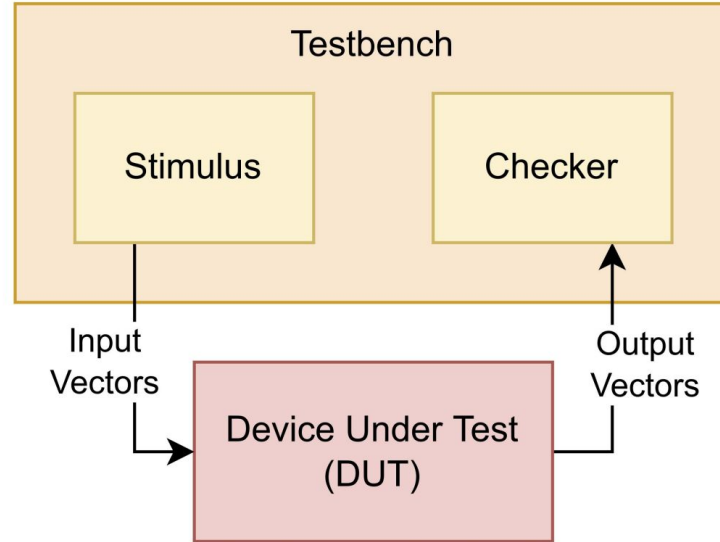 Testbench
Stimulus
Checker
Input
Vectors
Output
Vectors
Device Under Test
(DUT)